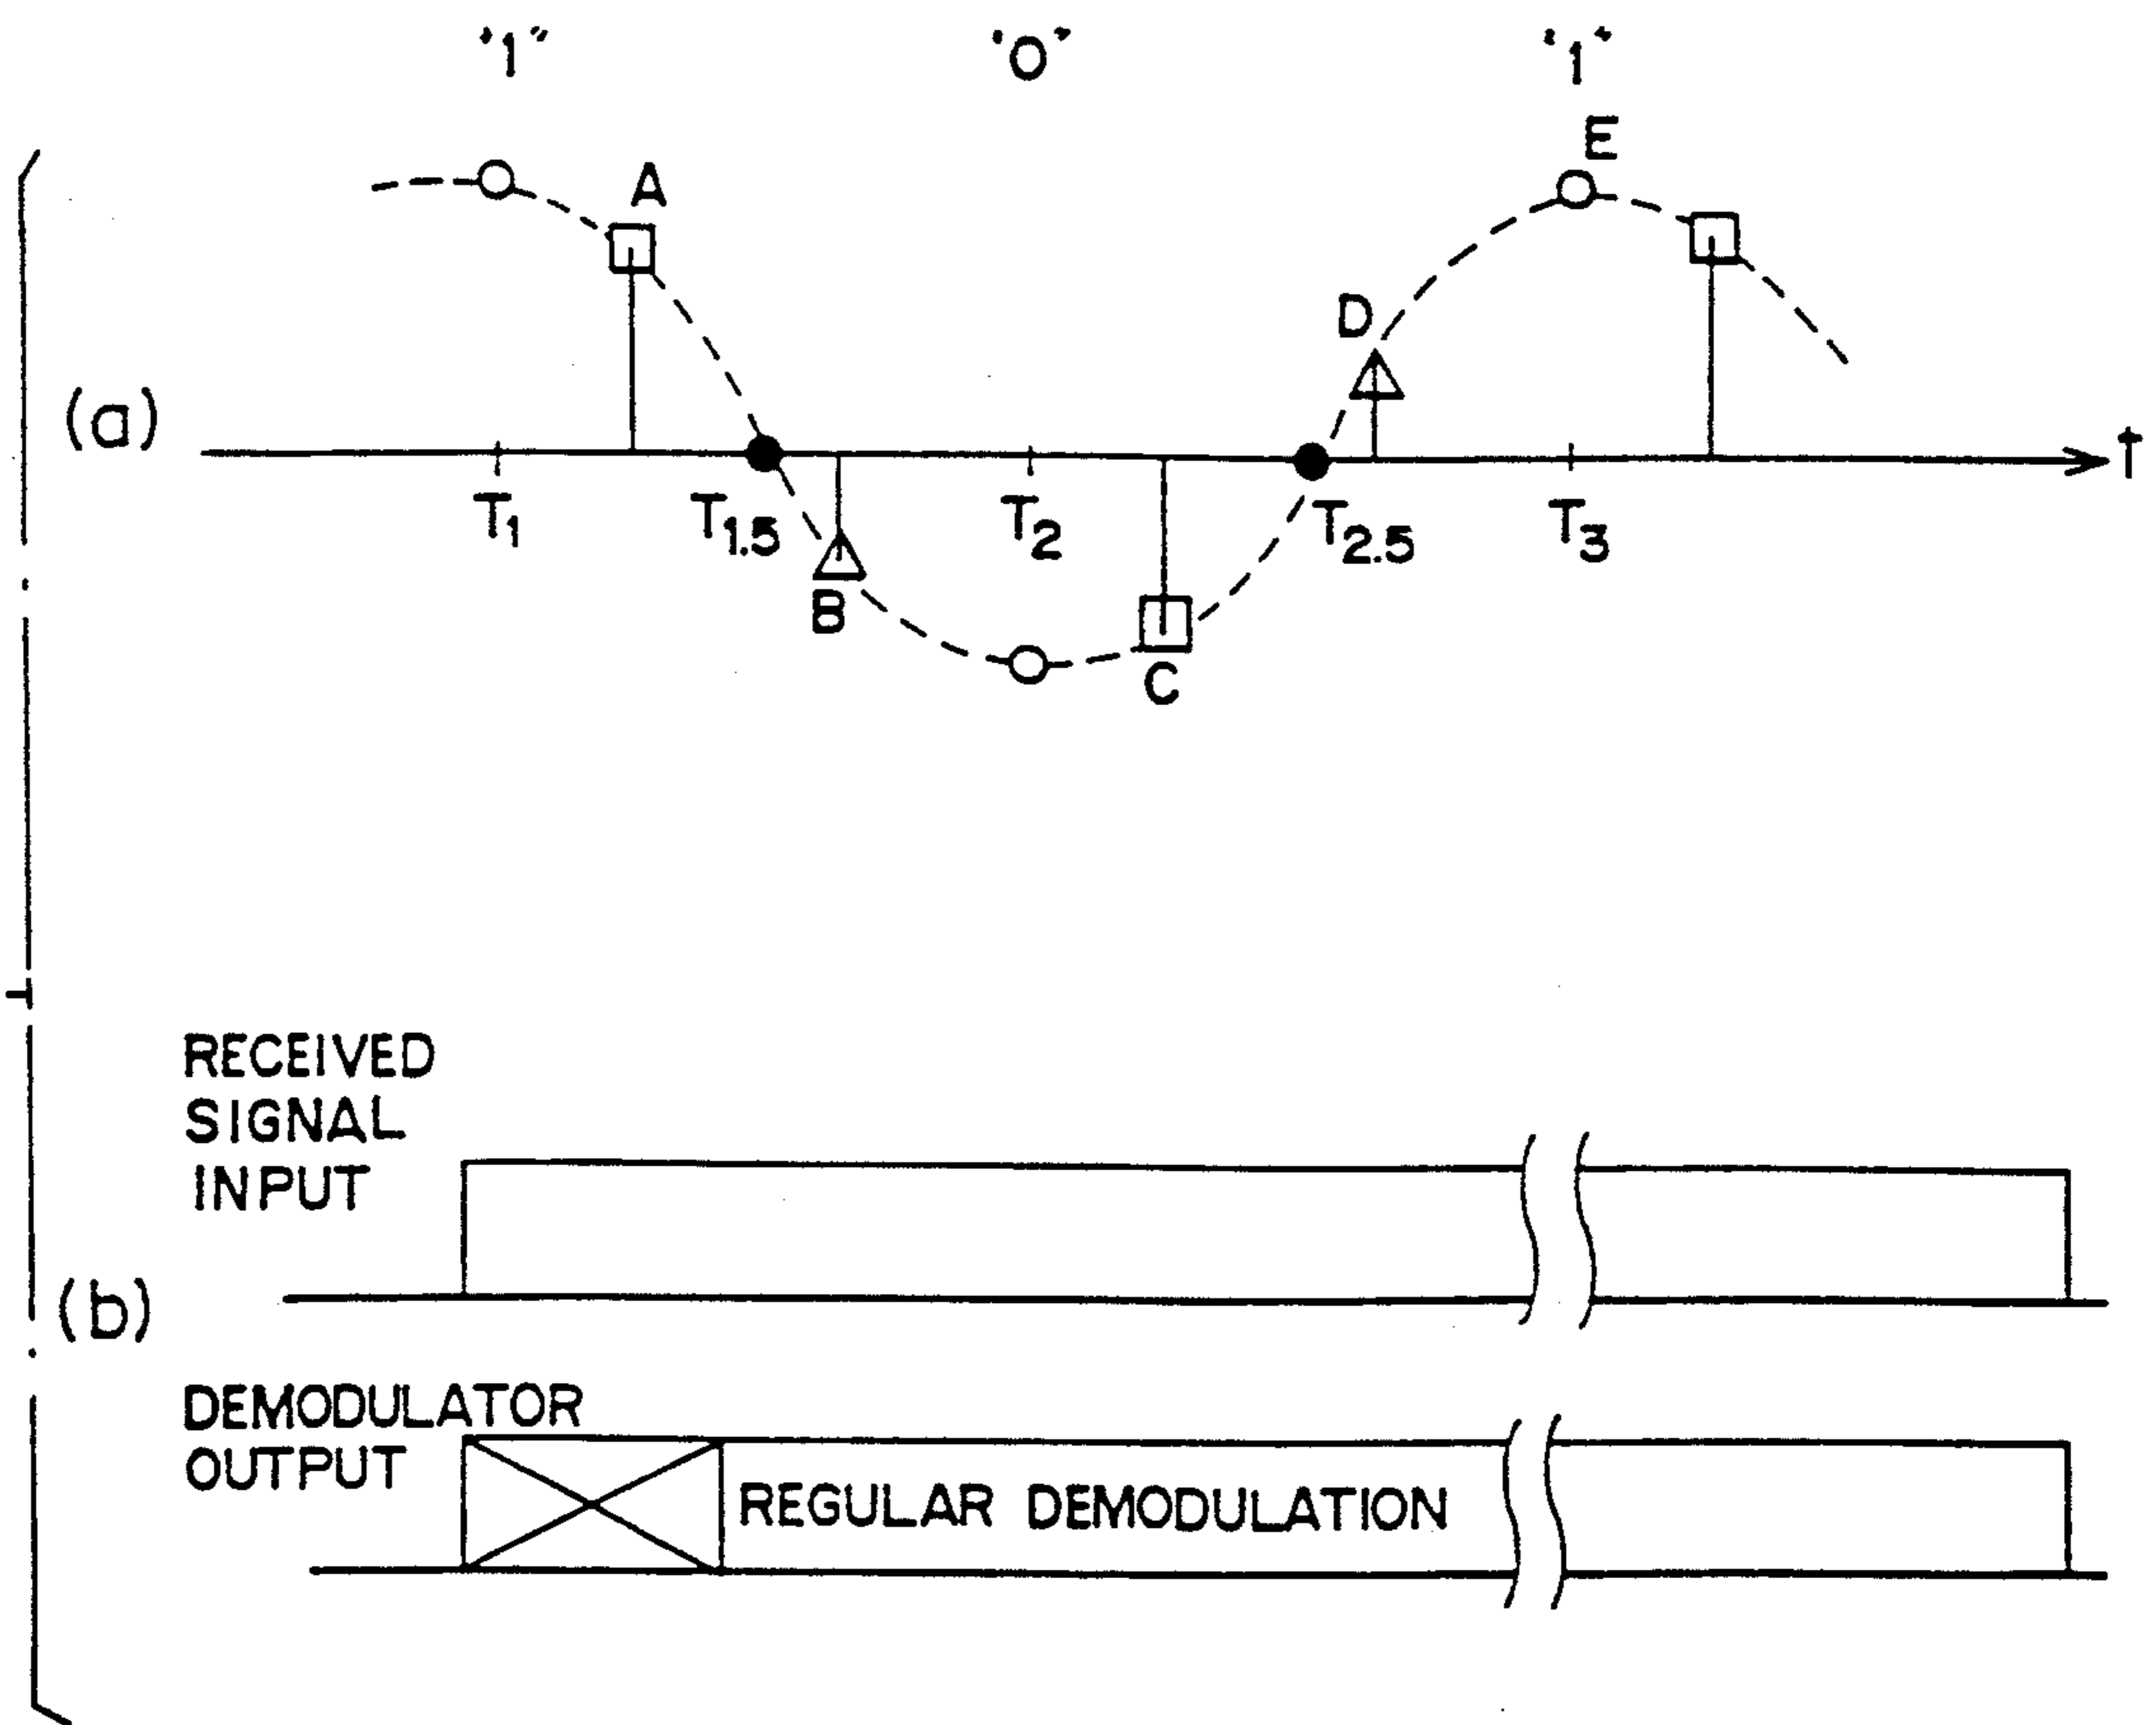 "1" "0" "1"
E
A
D
(a)
t
T1 T1.5 T2 T2.5 T3
B
C
RECEIVED
SIGNAL
INPUT
(b)
DEMODULATOR
OUTPUT
REGULAR DEMODULATION